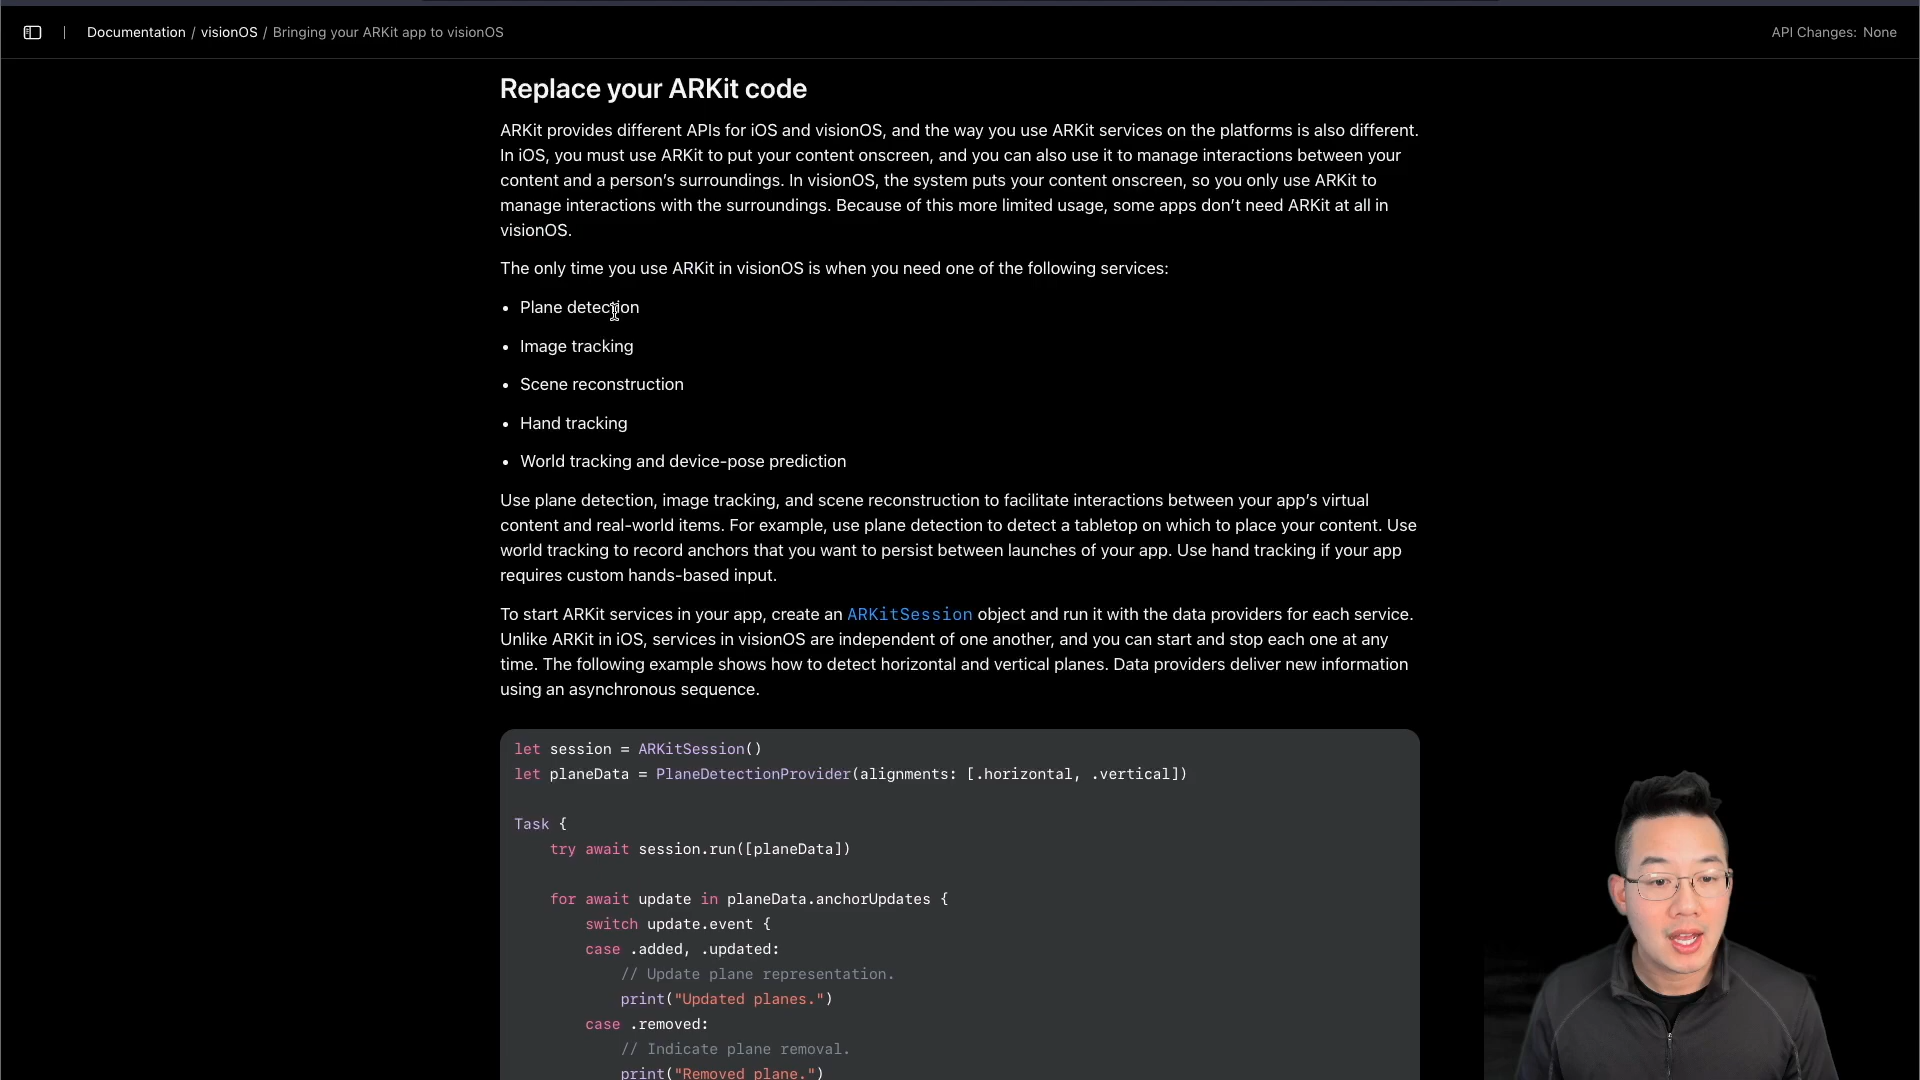 Documentation / visionOS / Bringing your ARKit app to visionOS
API Changes: None
Replace your ARKit code
ARKit provides different APIs for iOS and visionOS, and the way you use ARKit services on the platforms is also different.
In iOS, you must use ARKit to put your content onscreen, and you can also use it to manage interactions between your
content and a person’s surroundings. In visionOS, the system puts your content onscreen, so you only use ARKit to
manage interactions with the surroundings. Because of this more limited usage, some apps don’t need ARKit at all in
visionOS.
The only time you use ARKit in visionOS is when you need one of the following services:
• Plane detection
• Image tracking
• Scene reconstruction
• Hand tracking
• World tracking and device-pose prediction
Use plane detection, image tracking, and scene reconstruction to facilitate interactions between your app’s virtual
content and real-world items. For example, use plane detection to detect a tabletop on which to place your content. Use
world tracking to record anchors that you want to persist between launches of your app. Use hand tracking if your app
requires custom hands-based input.
To start ARKit services in your app, create an ARKitSession object and run it with the data providers for each service.
Unlike ARKit in iOS, services in visionOS are independent of one another, and you can start and stop each one at any
time. The following example shows how to detect horizontal and vertical planes. Data providers deliver new information
using an asynchronous sequence.
let session = ARKitSession()
let planeData = PlaneDetectionProvider(alignments: [.horizontal, .vertical])
Task {
    try await session.run([planeData])
    for await update in planeData.anchorUpdates {
        switch update.event {
        case .added, .updated:
            // Update plane representation.
            print("Updated planes.")
        case .removed:
            // Indicate plane removal.
            print("Removed plane.")